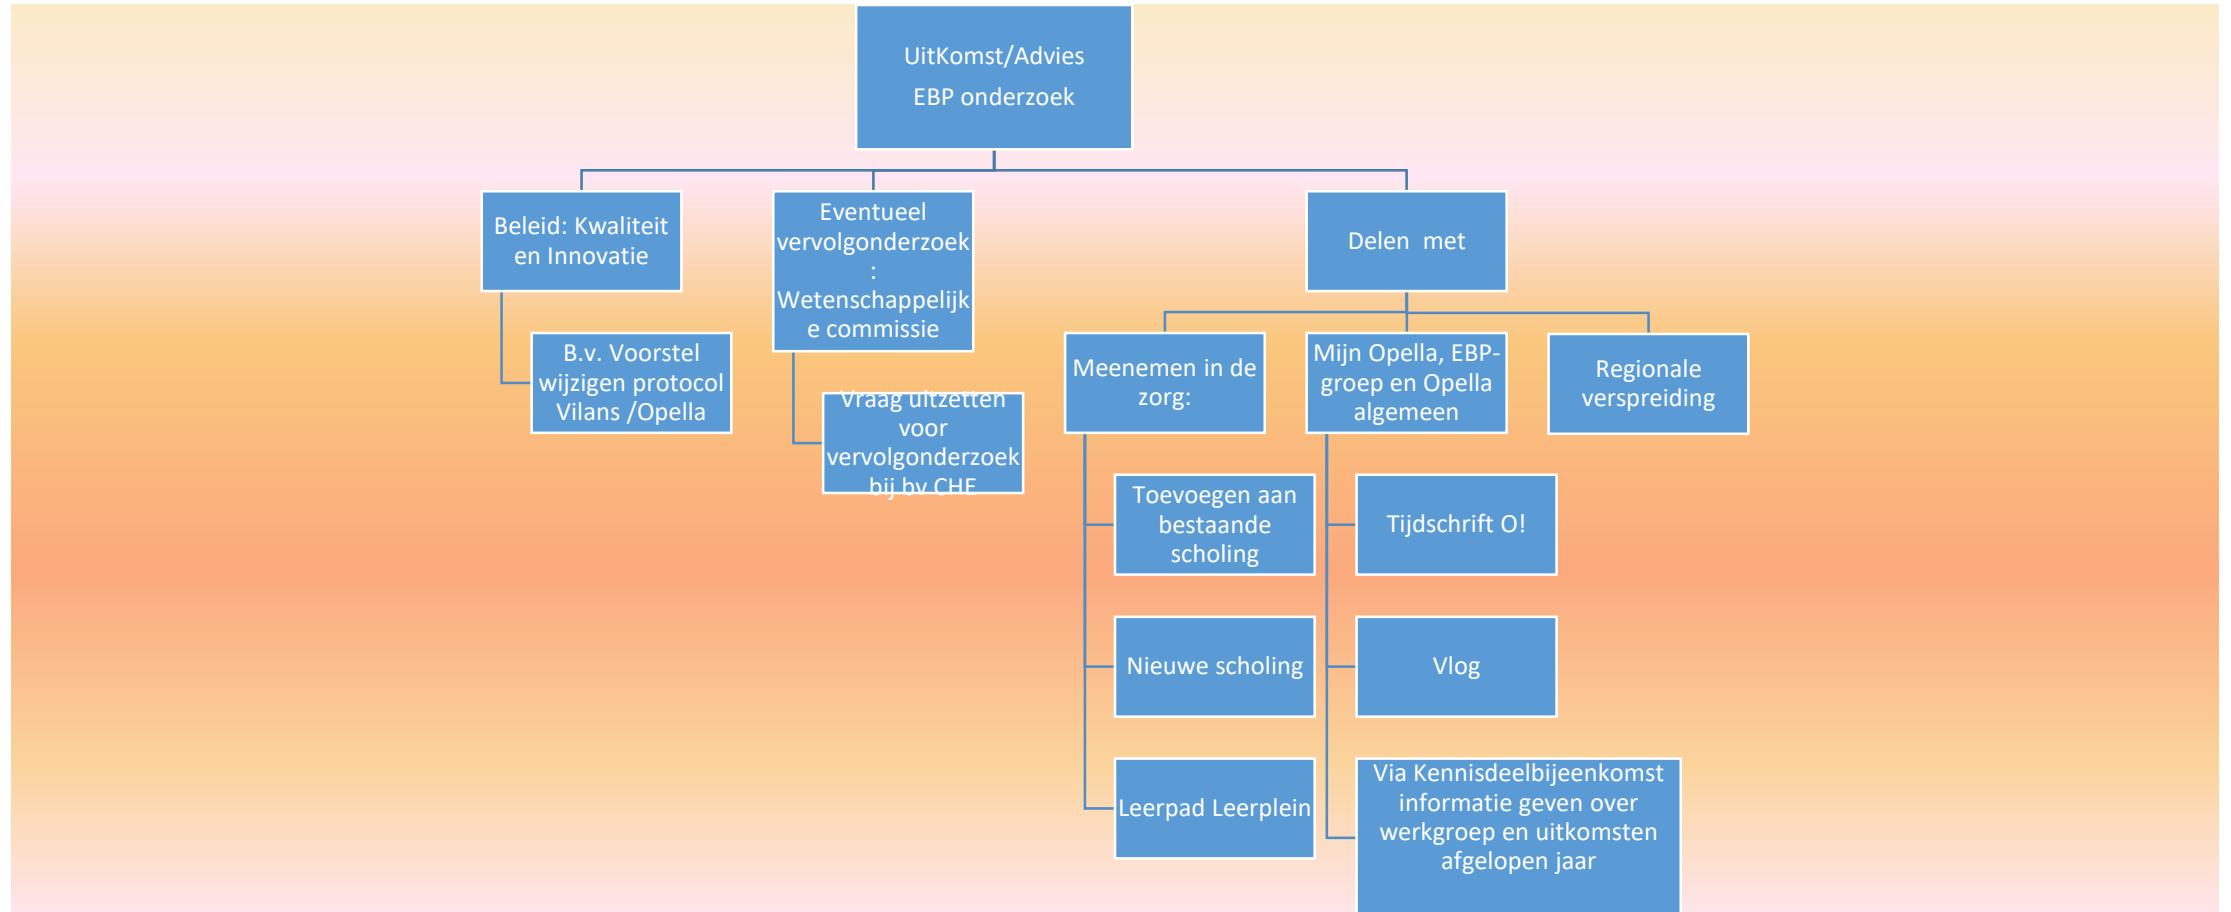 UitKomst/Advies
EBP onderzoek
Beleid: Kwaliteit
en Innovatie
B.v. Voorstel
wijzigen protocol
Vilans /Opella
Eventueel
vervolgonderzoek
:
Wetenschappelijk
e commissie
Vraag uitzetten
voor
vervolgonderzoek
bij bv CHE
Delen  met
Meenemen in de
zorg:
Toevoegen aan
bestaande
scholing
Nieuwe scholing
Leerpad Leerplein
Mijn Opella, EBP-
groep en Opella
algemeen
Tijdschrift O!
Vlog
Via Kennisdeelbijeenkomst
informatie geven over
werkgroep en uitkomsten
afgelopen jaar
Regionale
verspreiding